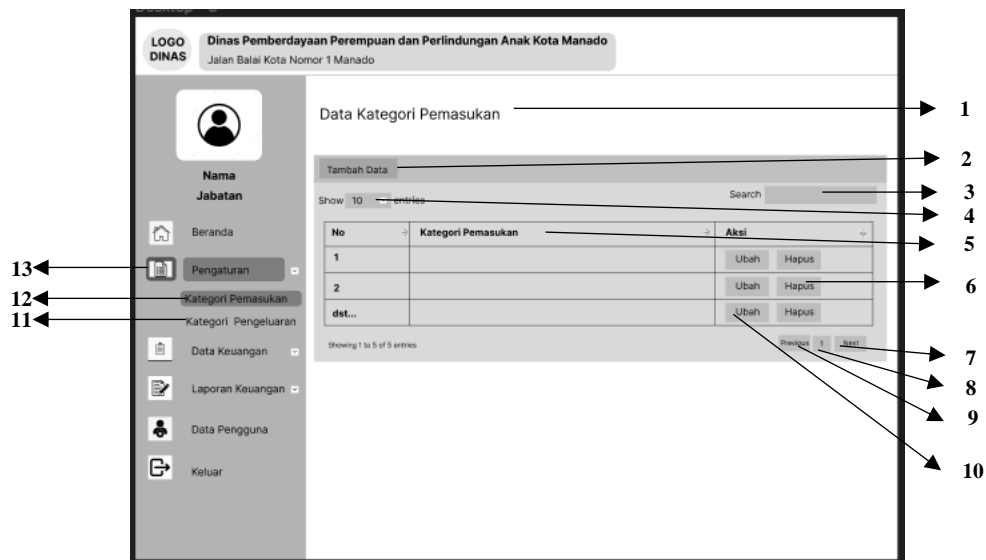 LOGO
DINAS
Dinas Pemberdayaan Perempuan dan Perlindungan Anak Kota Manado
Jalan Balai Kota Nomor 1 Manado
Data Kategori Pemasukan
1
Nama
Jabatan
Tambah Data
2
Search
3
Show 10 entries
4
No Kategori Pemasukan Aksi
5
1 Ubah Hapus
2 Ubah Hapus
6
dst... Ubah Hapus
Showing 1 to 5 of 5 entries
Previous 1 Next
7
8
9
10
Beranda
13
Pengaturan
12
Kategori Pemasukan
11
Kategori Pengeluaran
Data Keuangan
Laporan Keuangan
Data Pengguna
Keluar